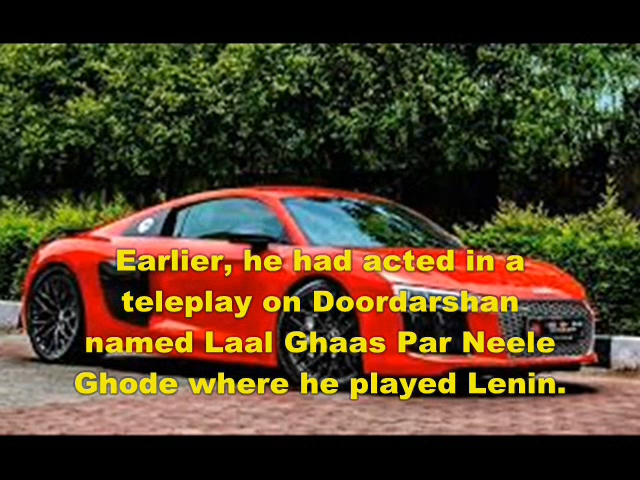 Earlier, he had acted in a
teleplay on Doordarshan
named Laal Ghaas Par Neele
Ghode where he played Lenin.